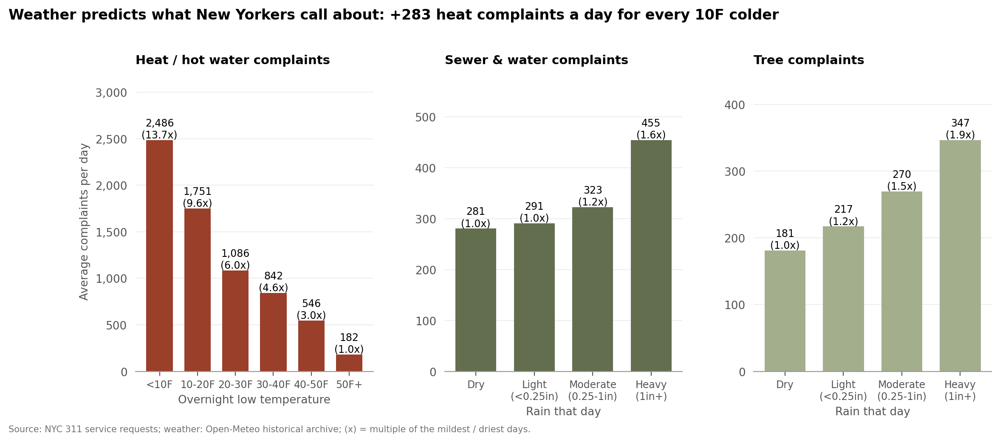 Weather predicts what New Yorkers call about: +283 heat complaints a day for every 10F colder
Heat / hot water complaints
Average complaints per day
3,000
2,500
2,000
1,500
1,000
500
0
2,486
(13.7x)
1,751
(9.6x)
1,086
(6.0x)
842
(4.6x)
546
(3.0x)
182
(1.0x)
<10F 10-20F 20-30F 30-40F 40-50F 50F+
Overnight low temperature
Sewer & water complaints
500
400
300
200
100
0
281
(1.0x)
291
(1.0x)
323
(1.2x)
455
(1.6x)
Dry Light Moderate Heavy
(<0.25in) (0.25-1in) (1in+)
Rain that day
Tree complaints
400
300
200
100
0
181
(1.0x)
217
(1.2x)
270
(1.5x)
347
(1.9x)
Dry Light Moderate Heavy
(<0.25in) (0.25-1in) (1in+)
Rain that day
Source: NYC 311 service requests; weather: Open-Meteo historical archive; (x) = multiple of the mildest / driest days.